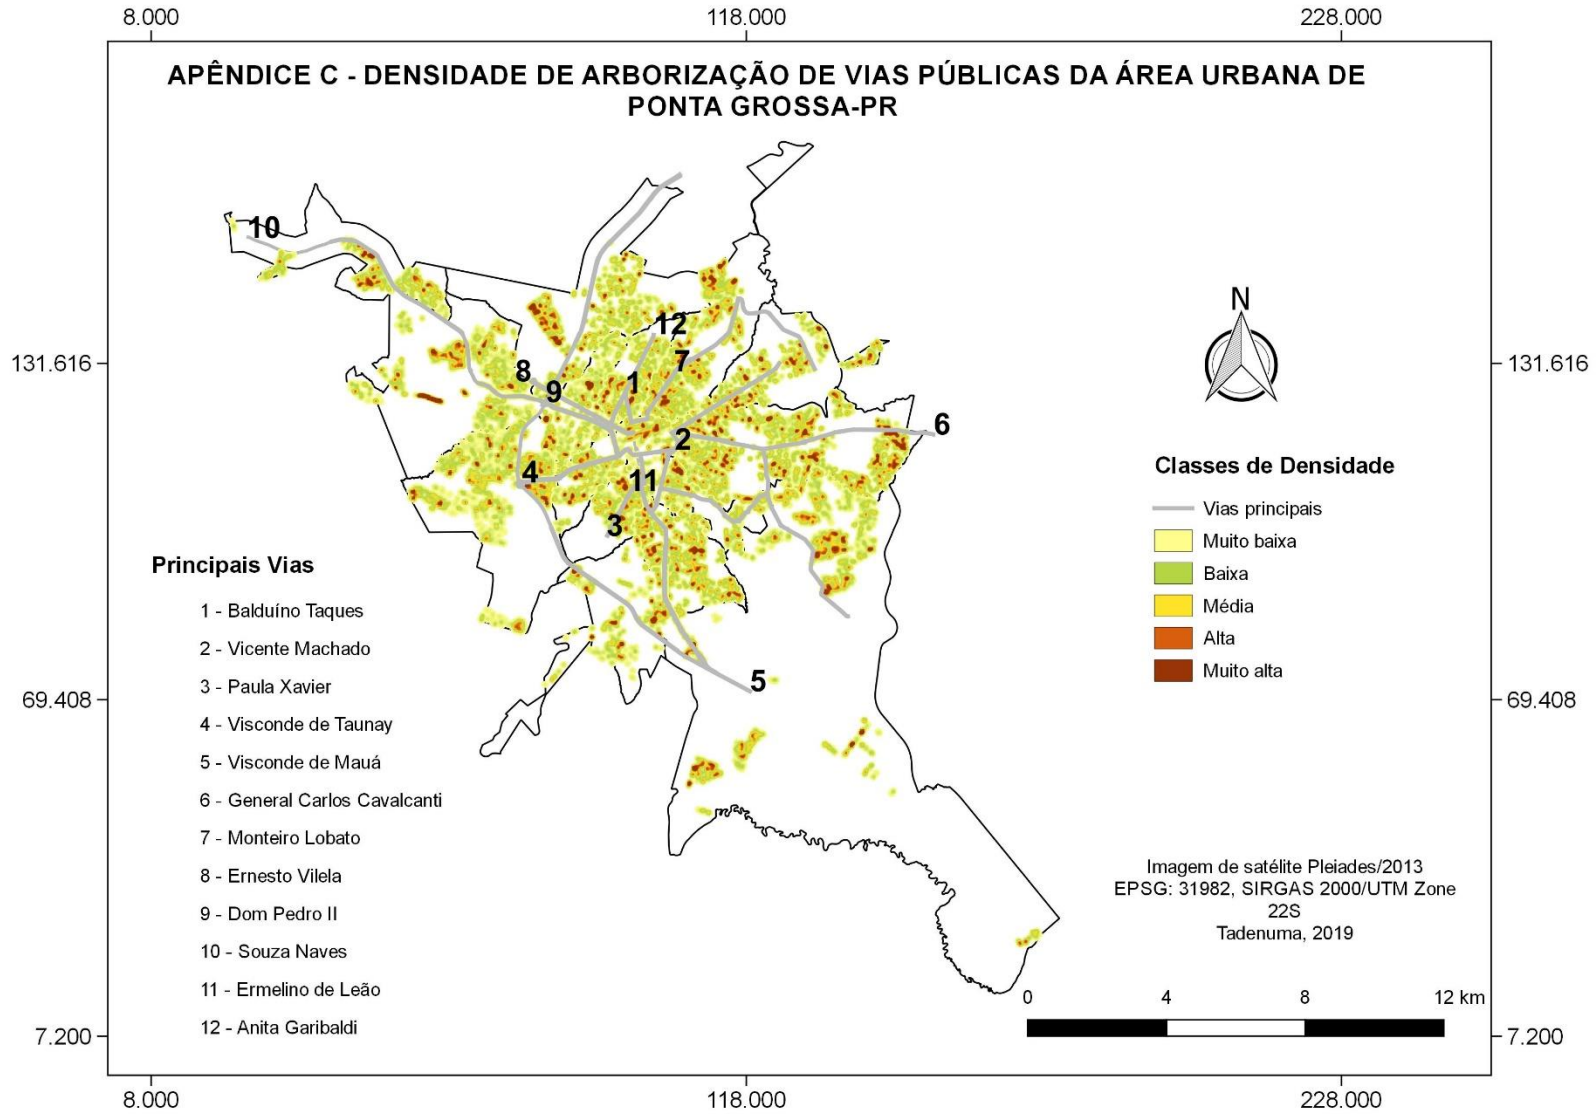 8.000
118.000
228.000
APÊNDICE C - DENSIDADE DE ARBORIZAÇÃO DE VIAS PÚBLICAS DA ÁREA URBANA DE
PONTA GROSSA-PR
10
12
7
8
1
9
6
2
4
11
3
5
131.616
131.616
69.408
69.408
7.200
7.200
N
Classes de Densidade
Vias principais
Muito baixa
Baixa
Média
Alta
Muito alta
Principais Vias
1 - Balduíno Taques
2 - Vicente Machado
3 - Paula Xavier
4 - Visconde de Taunay
5 - Visconde de Mauá
6 - General Carlos Cavalcanti
7 - Monteiro Lobato
8 - Ernesto Vilela
9 - Dom Pedro II
10 - Souza Naves
11 - Ermelino de Leão
12 - Anita Garibaldi
Imagem de satélite Pleiades/2013
EPSG: 31982, SIRGAS 2000/UTM Zone
22S
Tadenuma, 2019
0 4 8 12 km
8.000
118.000
228.000